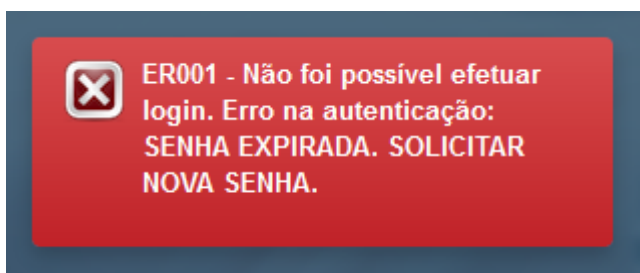 ER001 - Não foi possível efetuar
login. Erro na autenticação:
SENHA EXPIRADA. SOLICITAR
NOVA SENHA.